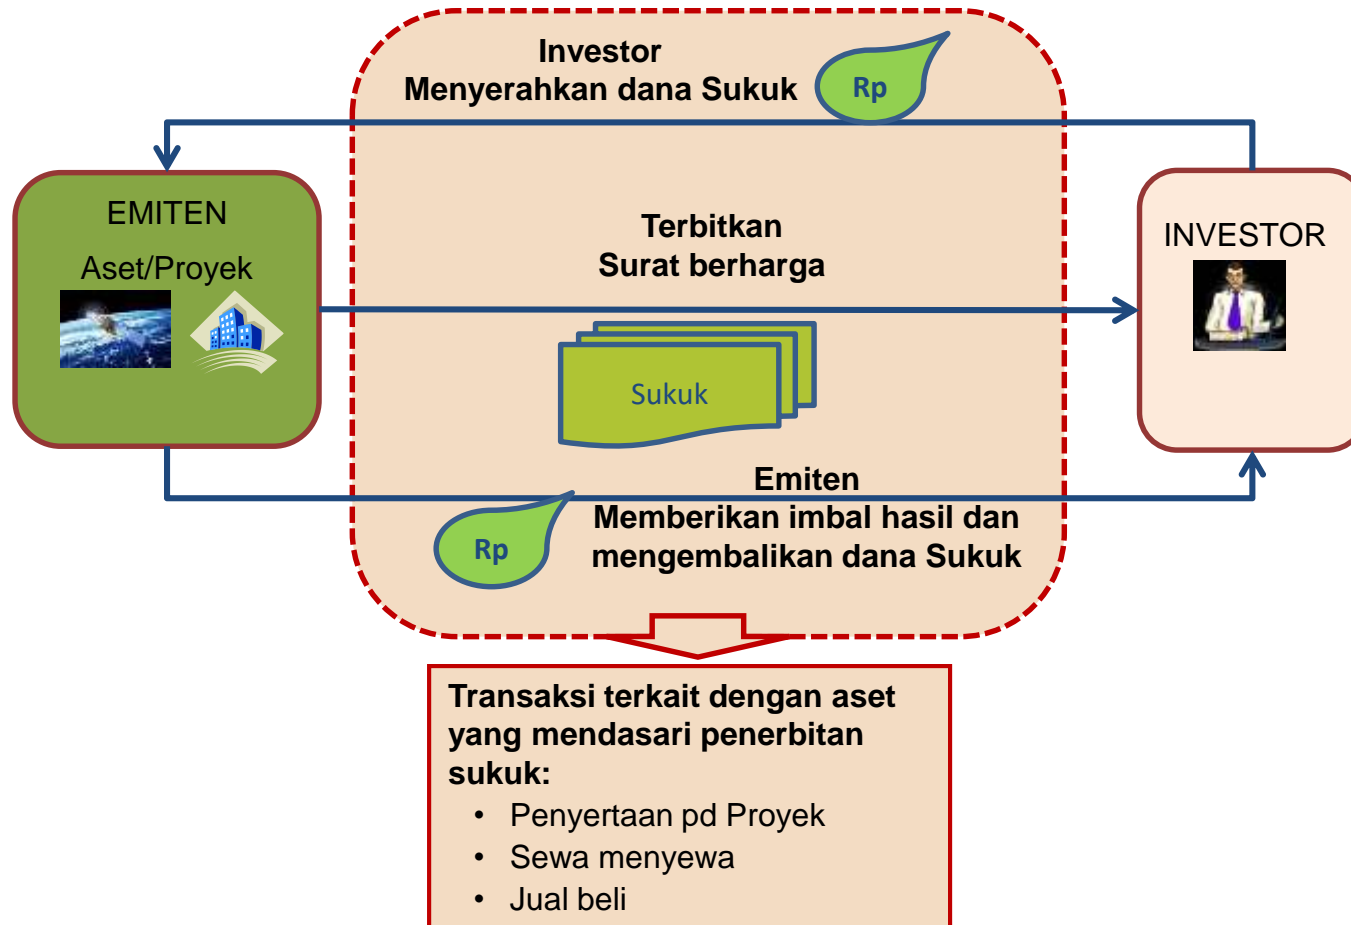 Investor
Menyerahkan dana Sukuk
Rp
EMITEN
Aset/Proyek
Terbitkan
Surat berharga
INVESTOR
Sukuk
Emiten
Memberikan imbal hasil dan
mengembalikan dana Sukuk
Rp
Transaksi terkait dengan aset
yang mendasari penerbitan
sukuk:
• Penyertaan pd Proyek
• Sewa menyewa
• Jual beli